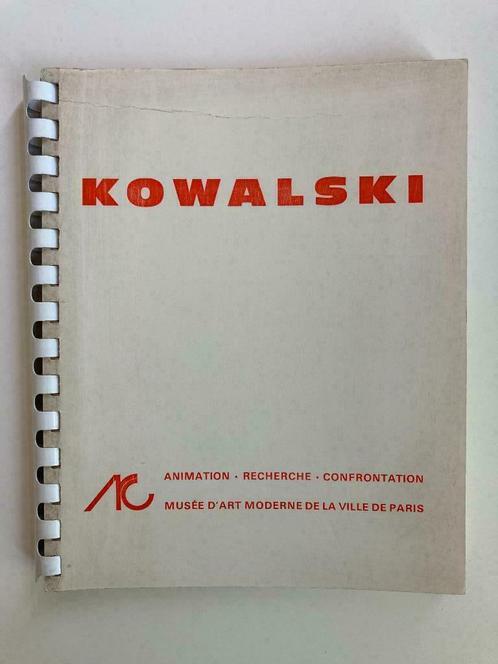 KOWALSKI
ARC
ANIMATION · RECHERCHE · CONFRONTATION
MUSÉE D'ART MODERNE DE LA VILLE DE PARIS